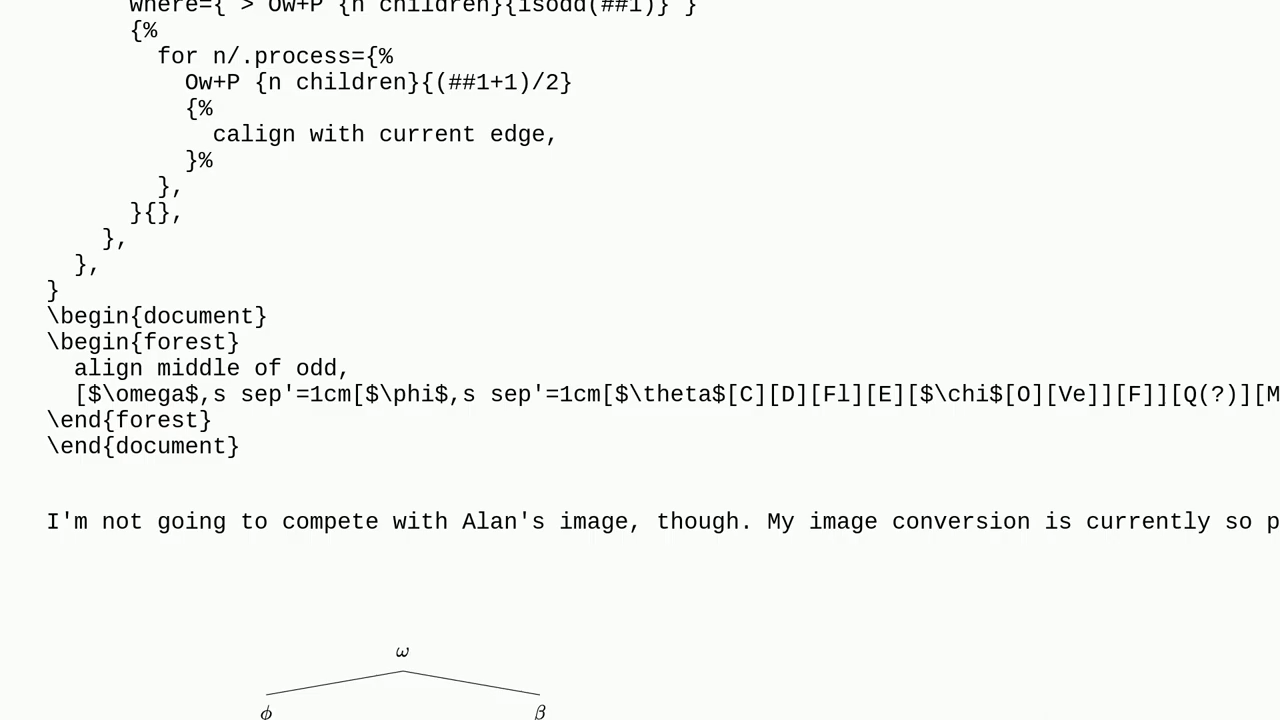 where={ > Ow+P {n children}{isodd(##1)} }
{%
for n/.process={%
Ow+P {n children}{(##1+1)/2}
{%
calign with current edge,
}%
},
}{},
},
},
}
\begin{document}
\begin{forest}
align middle of odd,
[$\omega$,s sep'=1cm[$\phi$,s sep'=1cm[$\theta$[C][D][Fl][E][$\chi$[O][Ve]][F]][Q(?)][M
\end{forest}
\end{document}
I'm not going to compete with Alan's image, though. My image conversion is currently so p
ω
ϕ β